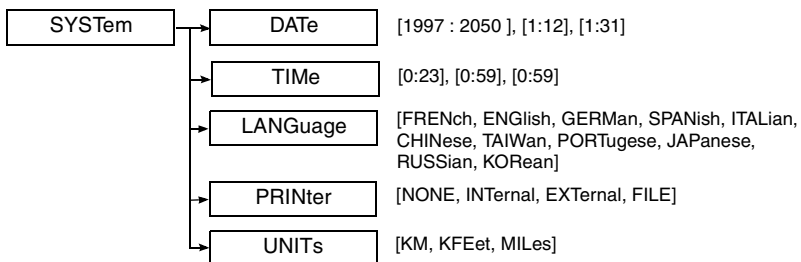 SYSTem
DATe
[1997 : 2050 ], [1:12], [1:31]
TIMe
[0:23], [0:59], [0:59]
LANGuage
[FRENch, ENGlish, GERMan, SPANish, ITALian,
CHINese, TAIWan, PORTugese, JAPanese,
RUSSian, KORean]
PRINter
[NONE, INTernal, EXTernal, FILE]
UNITs
[KM, KFEet, MILes]